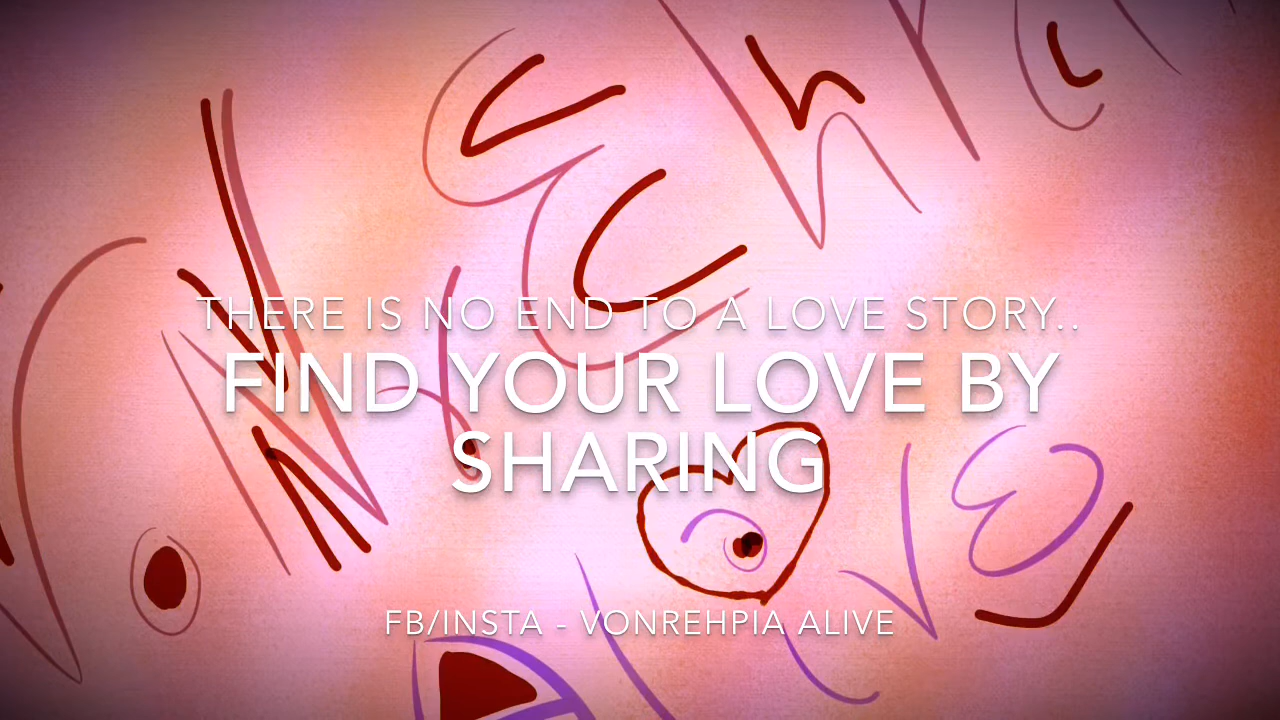 THERE IS NO END TO A LOVE STORY..
FIND YOUR LOVE BY
SHARING
FB/INSTA - VONREHPIA ALIVE